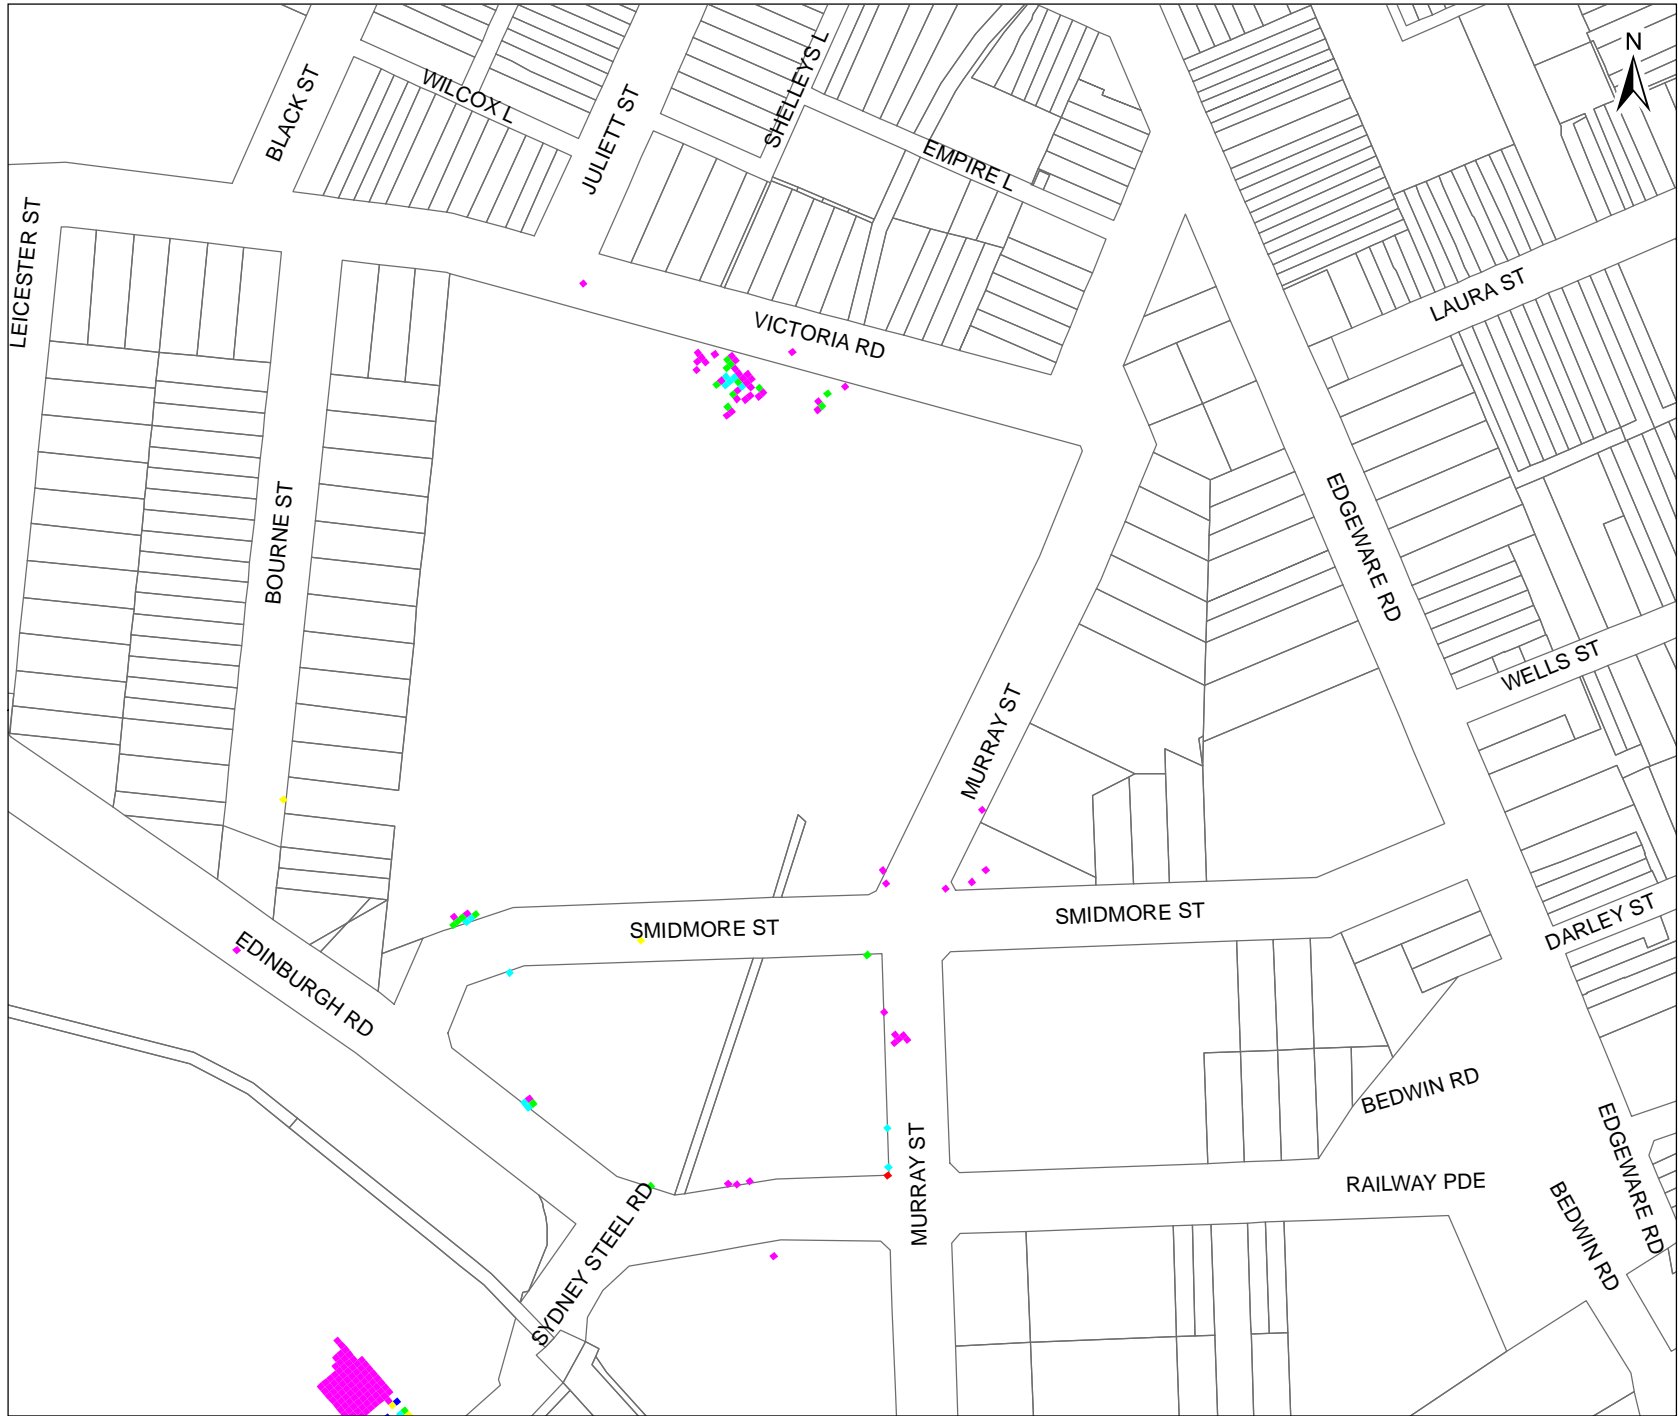 N
BLACK ST
WILCOX L
JULIETT ST
SHELLEYS L
EMPIRE L
LEICESTER ST
LAURA ST
VICTORIA RD
BOURNE ST
EDGEWARE RD
WELLS ST
MURRAY ST
SMIDMORE ST
SMIDMORE ST
DARLEY ST
EDINBURGH RD
BEDWIN RD
MURRAY ST
EDGEWARE RD
RAILWAY PDE
BEDWIN RD
SYDNEY STEEL RD